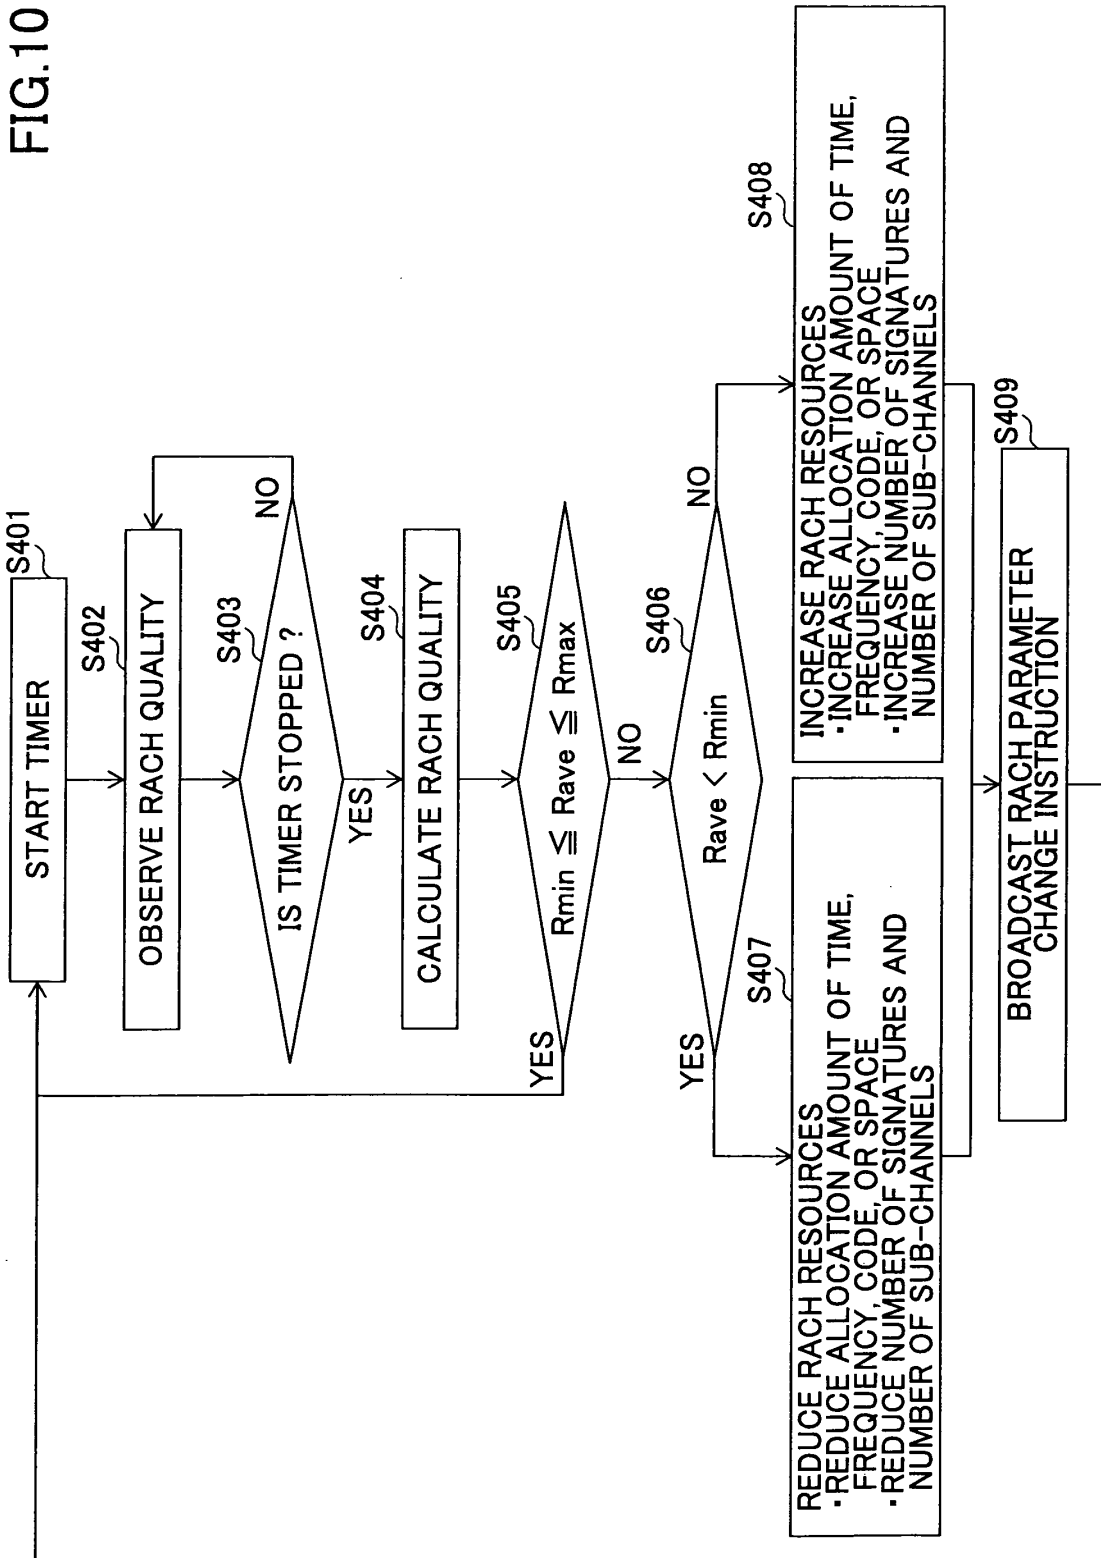 FIG.10
S401
START TIMER
S402
OBSERVE RACH QUALITY
S403
IS TIMER STOPPED ?
NO
YES
S404
CALCULATE RACH QUALITY
S405
Rmin ≦ Rave ≦ Rmax
YES
NO
S406
Rave < Rmin
YES
NO
S407
REDUCE RACH RESOURCES
・REDUCE ALLOCATION AMOUNT OF TIME,
FREQUENCY, CODE, OR SPACE
・REDUCE NUMBER OF SIGNATURES AND
NUMBER OF SUB-CHANNELS
S408
INCREASE RACH RESOURCES
・INCREASE ALLOCATION AMOUNT OF TIME,
FREQUENCY, CODE, OR SPACE
・INCREASE NUMBER OF SIGNATURES AND
NUMBER OF SUB-CHANNELS
S409
BROADCAST RACH PARAMETER
CHANGE INSTRUCTION